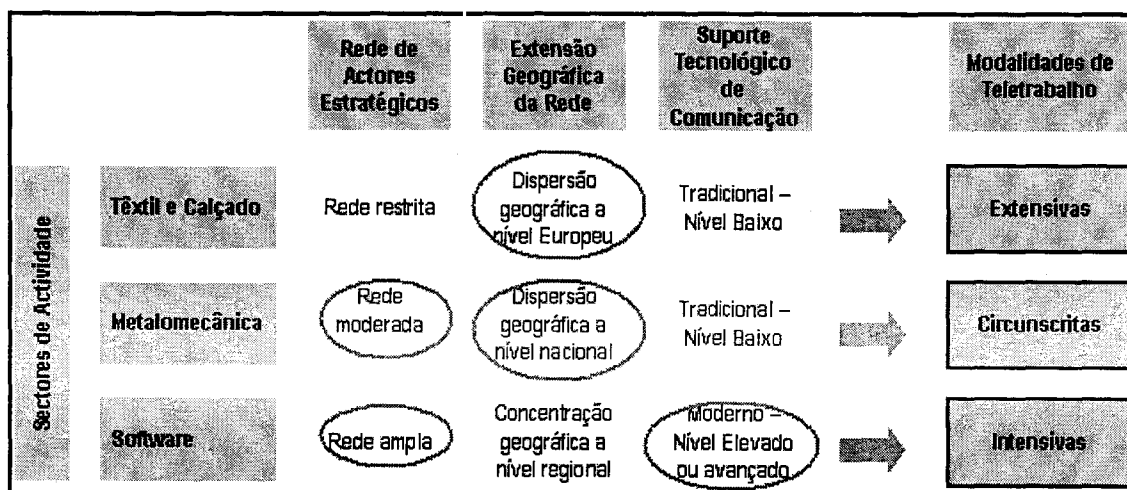 Rede de
Actores
Estratégicos
Extensão
Geográfica
da Rede
Suporte
Tecnológico
de
Comunicação
Modalidades de
Teletrabalho
Sectores de Actividade
Têxtil e Calçado
Rede restrita
Dispersão
geográfica a
nível Europeu
Tradicional –
Nível Baixo
Extensivas
Metalomecânica
Rede
moderada
Dispersão
geográfica a
nível nacional
Tradicional –
Nível Baixo
Circunscritas
Software
Rede ampla
Concentração
geográfica a
nível regional
Moderno –
Nível Elevado
ou avançado
Intensivas